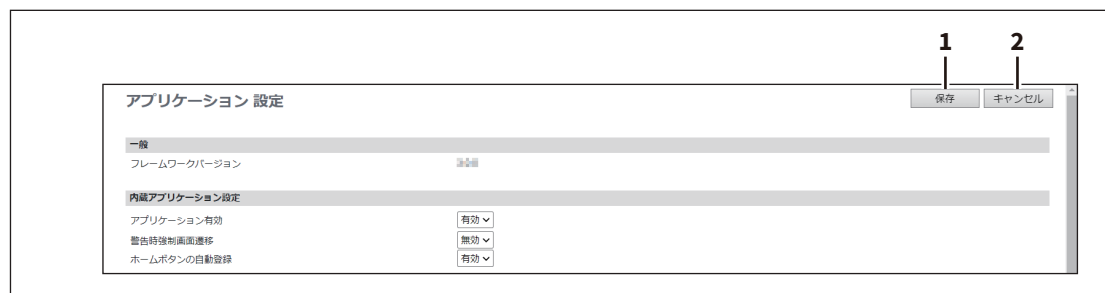 1 2
アプリケーション 設定 保存 キャンセル
一般
フレームワークバージョン
内蔵アプリケーション設定
アプリケーション有効 有効
警告時強制画面遷移 無効
ホームボタンの自動登録 有効